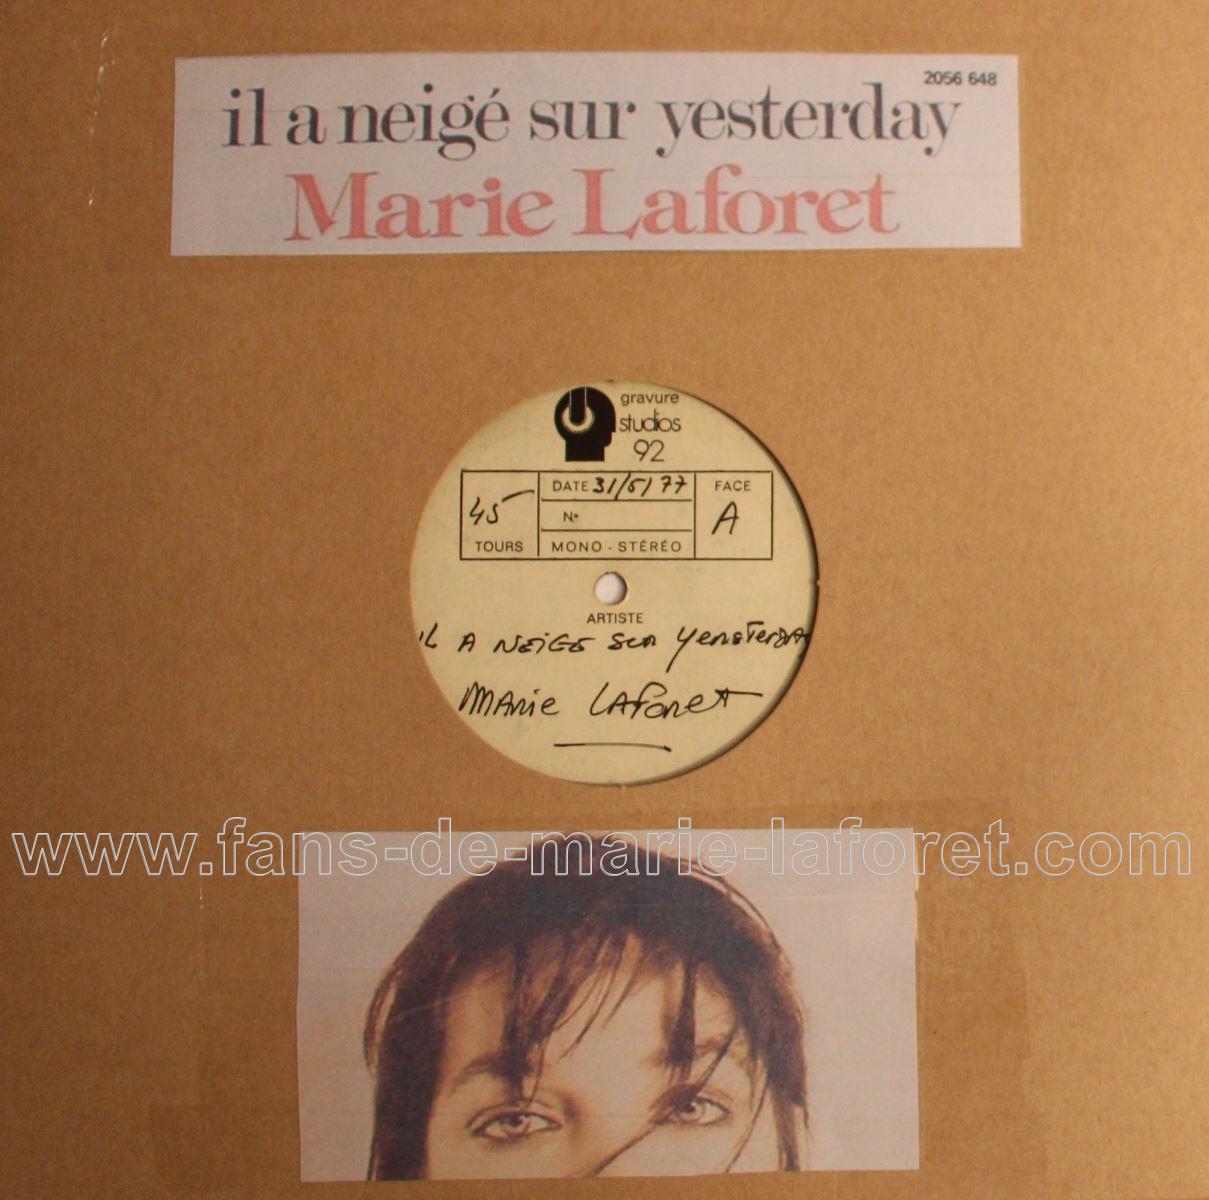 2056 648
il a neigé sur yesterday
Marie Laforet
gravure
studios
92
45
TOURS
DATE 31/5/77
N°
MONO - STÉRÉO
FACE
A
ARTISTE
IL A NEIGE SUR YENSTERDAY
MARIE LAFORET
www.fans-de-marie-laforet.com